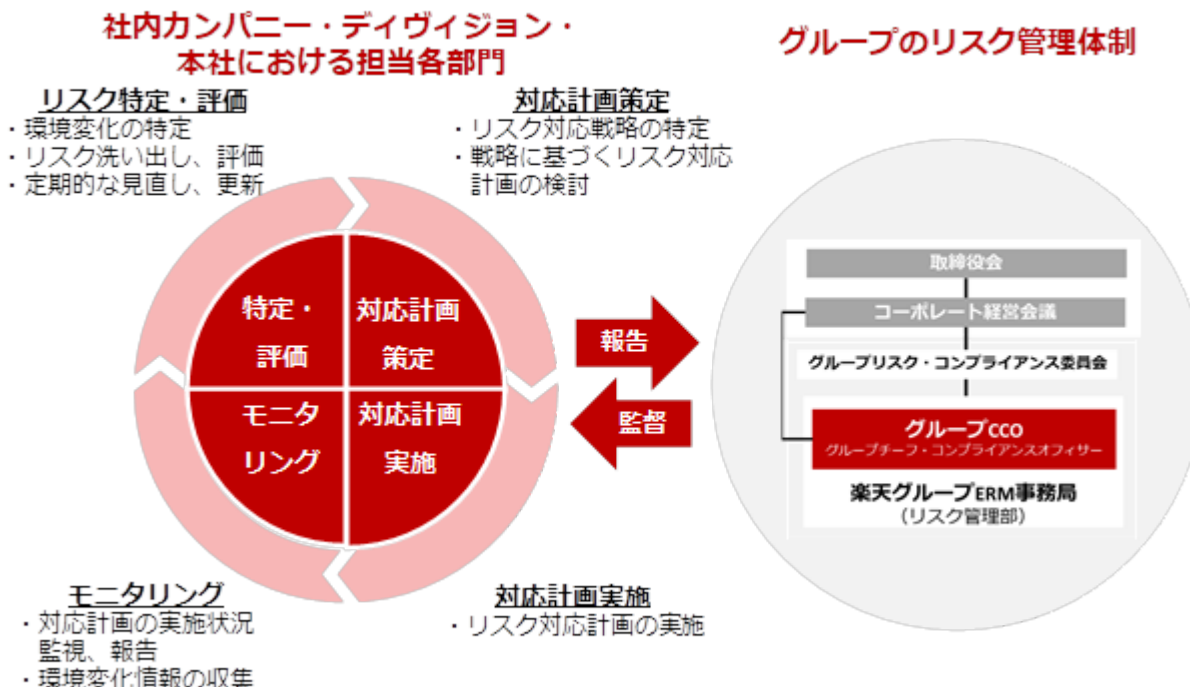 社内カンパニー・ディヴィジョン・
本社における担当各部門
リスク特定・評価
・環境変化の特定
・リスク洗い出し、評価
・定期的な見直し、更新
対応計画策定
・リスク対応戦略の特定
・戦略に基づくリスク対応
計画の検討
特定・
評価
対応計画
策定
モニタ
リング
対応計画
実施
モニタリング
・対応計画の実施状況
監視、報告
・環境変化情報の収集
対応計画実施
・リスク対応計画の実施
報告
監督
グループのリスク管理体制
取締役会
コーポレート経営会議
グループリスク・コンプライアンス委員会
グループCCO
グループチーフ・コンプライアンスオフィサー
楽天グループERM事務局
（リスク管理部）